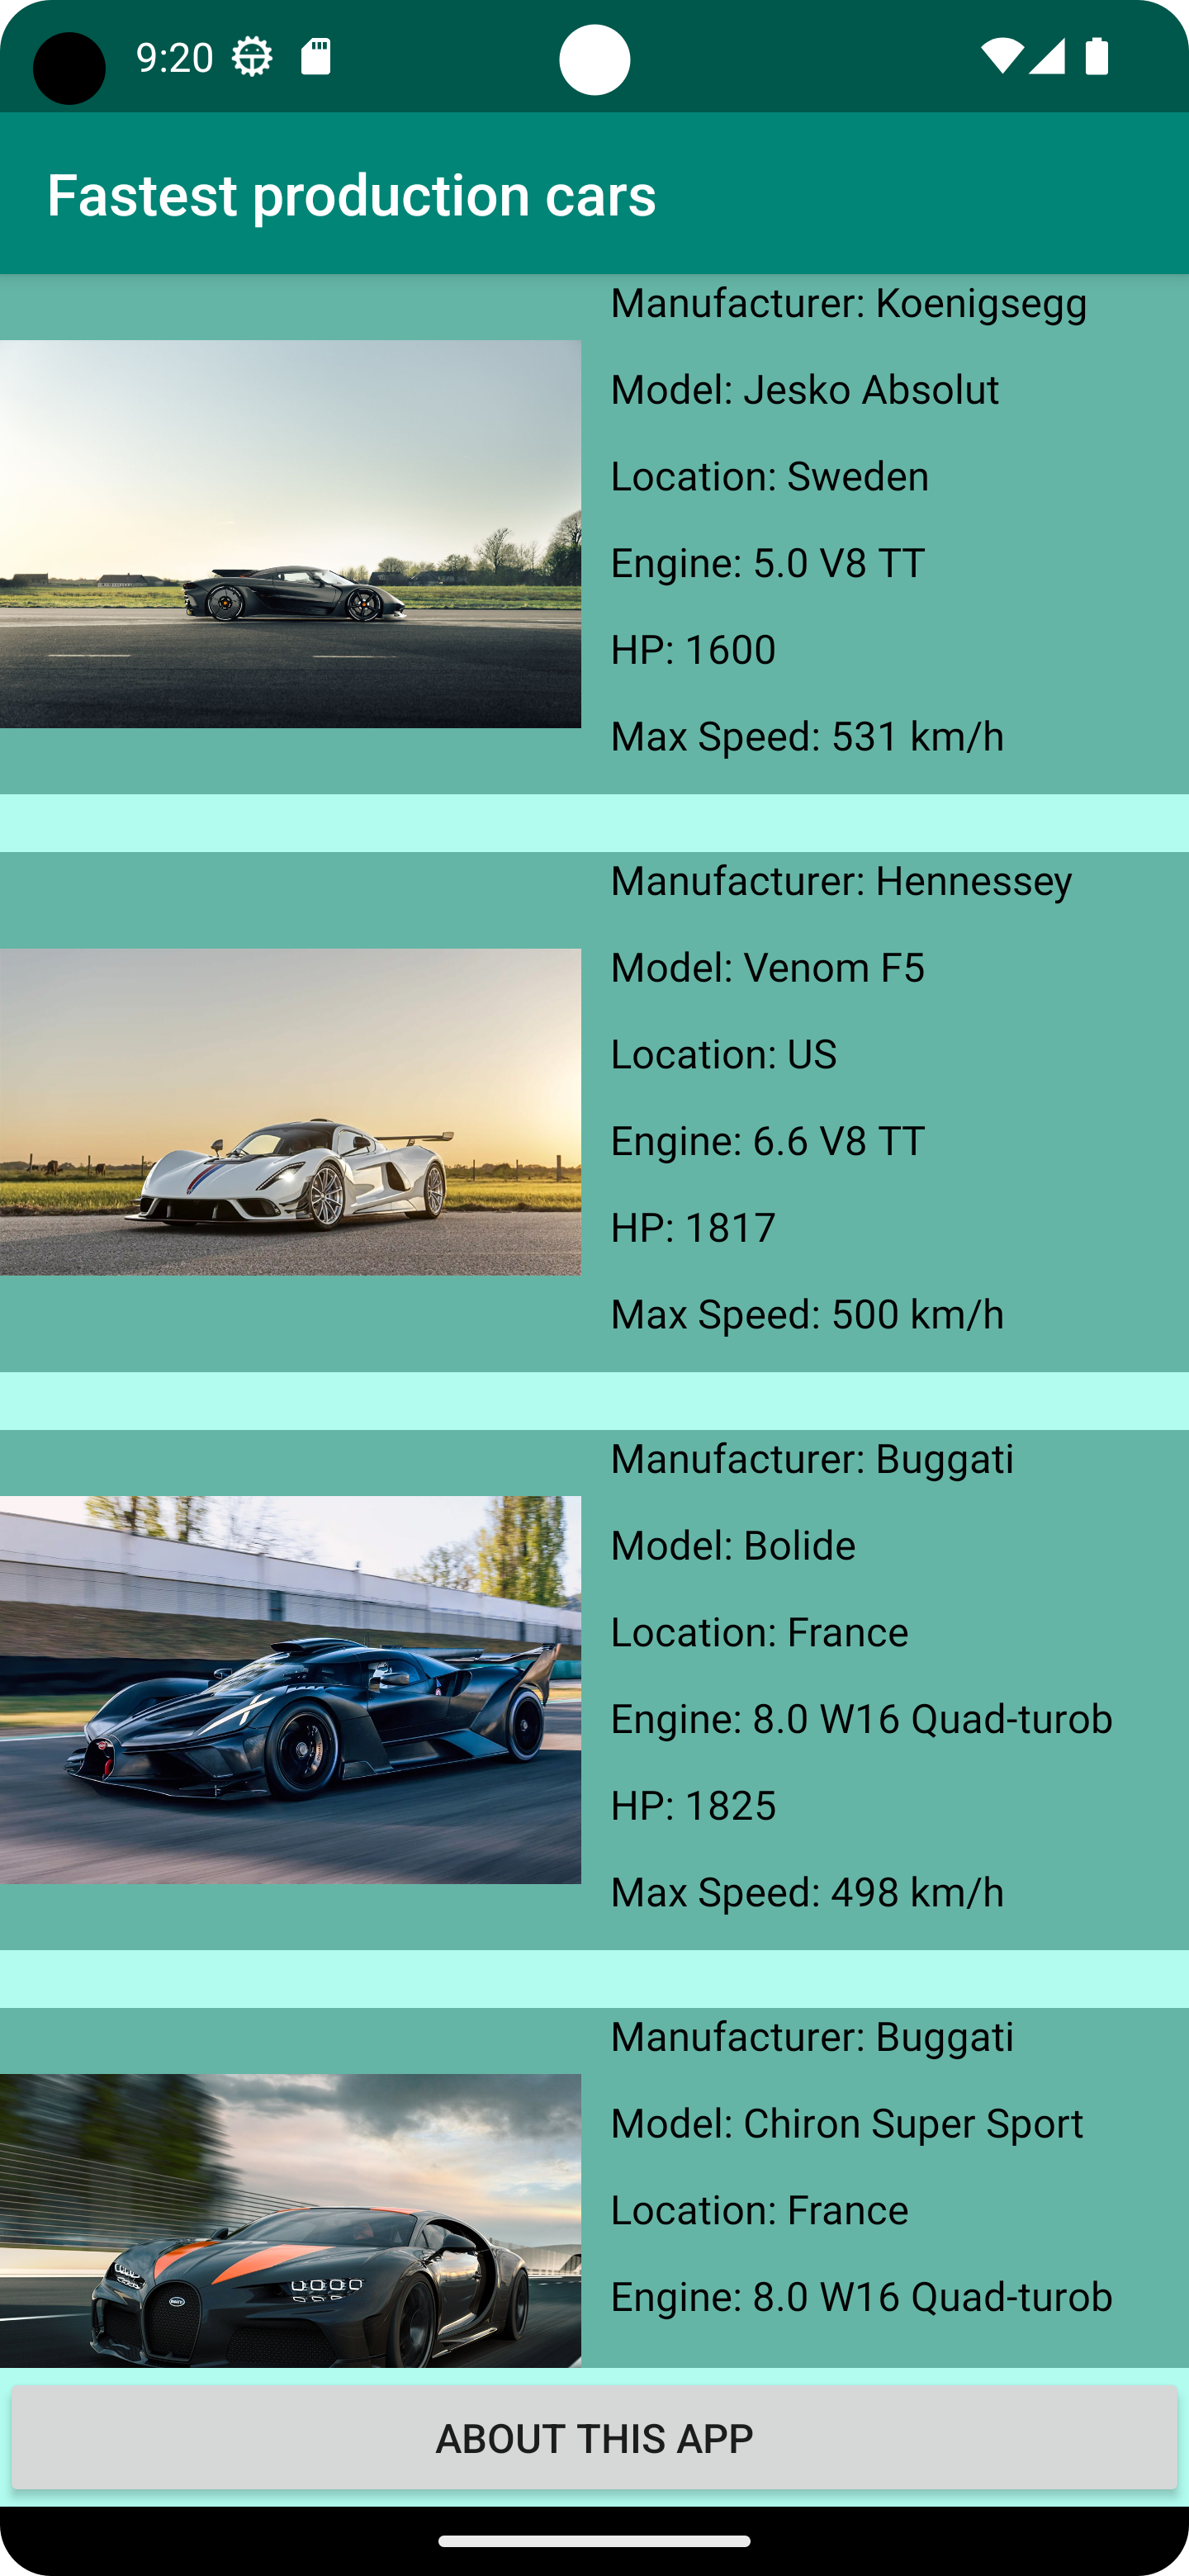 9:20
Fastest production cars
Manufacturer: Koenigsegg
Model: Jesko Absolut
Location: Sweden
Engine: 5.0 V8 TT
HP: 1600
Max Speed: 531 km/h
Manufacturer: Hennessey
Model: Venom F5
Location: US
Engine: 6.6 V8 TT
HP: 1817
Max Speed: 500 km/h
Manufacturer: Buggati
Model: Bolide
Location: France
Engine: 8.0 W16 Quad-turob
HP: 1825
Max Speed: 498 km/h
Manufacturer: Buggati
Model: Chiron Super Sport
Location: France
Engine: 8.0 W16 Quad-turob
ABOUT THIS APP